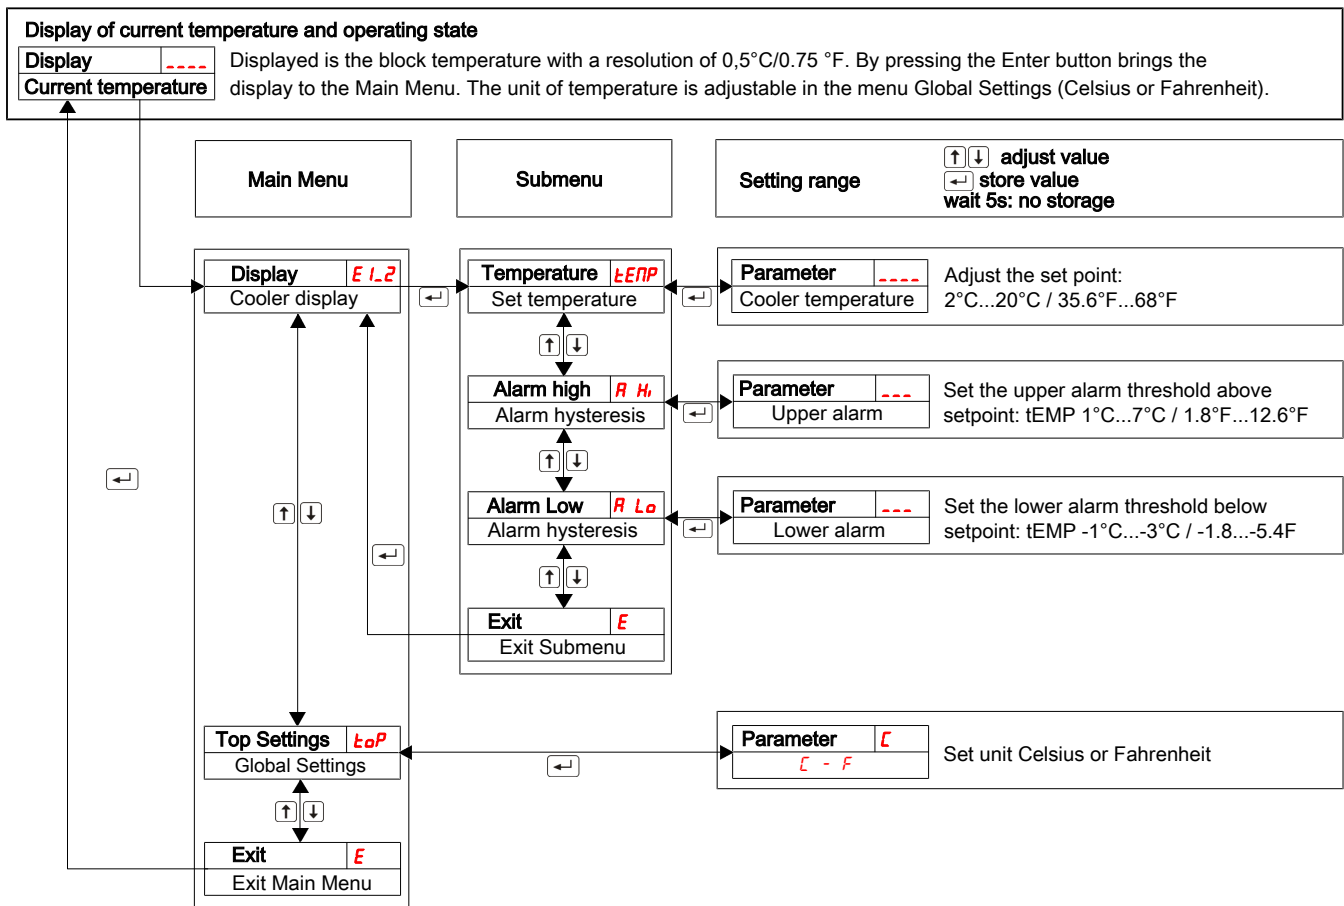 Display of current temperature and operating state
Display ----
Current temperature
Displayed is the block temperature with a resolution of 0,5°C/0.75 °F. By pressing the Enter button brings the
display to the Main Menu. The unit of temperature is adjustable in the menu Global Settings (Celsius or Fahrenheit).
Main Menu
Submenu
Setting range
↑ ↓ adjust value
↵ store value
wait 5s: no storage
Display E1_2
Cooler display
↵
Temperature tEMP
Set temperature
↵
Parameter ----
Cooler temperature
Adjust the set point:
2°C...20°C / 35.6°F...68°F
↑ ↓
Alarm high A Hi
Alarm hysteresis
↵
Parameter ---
Upper alarm
Set the upper alarm threshold above
setpoint: tEMP 1°C...7°C / 1.8°F...12.6°F
↑ ↓
↵
↑ ↓
Alarm Low A Lo
Alarm hysteresis
↵
Parameter ---
Lower alarm
Set the lower alarm threshold below
setpoint: tEMP -1°C...-3°C / -1.8...-5.4F
↵
↑ ↓
Exit E
Exit Submenu
Top Settings toP
Global Settings
↵
Parameter C
C - F
Set unit Celsius or Fahrenheit
↑ ↓
Exit E
Exit Main Menu